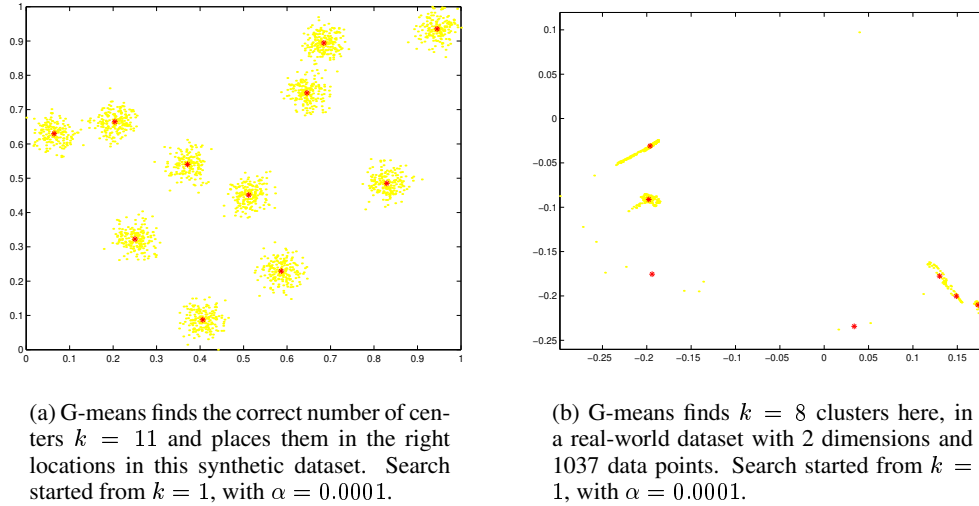 1
0.9
0.8
0.7
0.6
0.5
0.4
0.3
0.2
0.1
0
0 0.1 0.2 0.3 0.4 0.5 0.6 0.7 0.8 0.9 1
0.1
0.05
0
−0.05
−0.1
−0.15
−0.2
−0.25
−0.25 −0.2 −0.15 −0.1 −0.05 0 0.05 0.1 0.15
(a) G-means finds the correct number of cen-
ters k = 11 and places them in the right
locations in this synthetic dataset. Search
started from k = 1, with α = 0.0001.
(b) G-means finds k = 8 clusters here, in
a real-world dataset with 2 dimensions and
1037 data points. Search started from k =
1, with α = 0.0001.